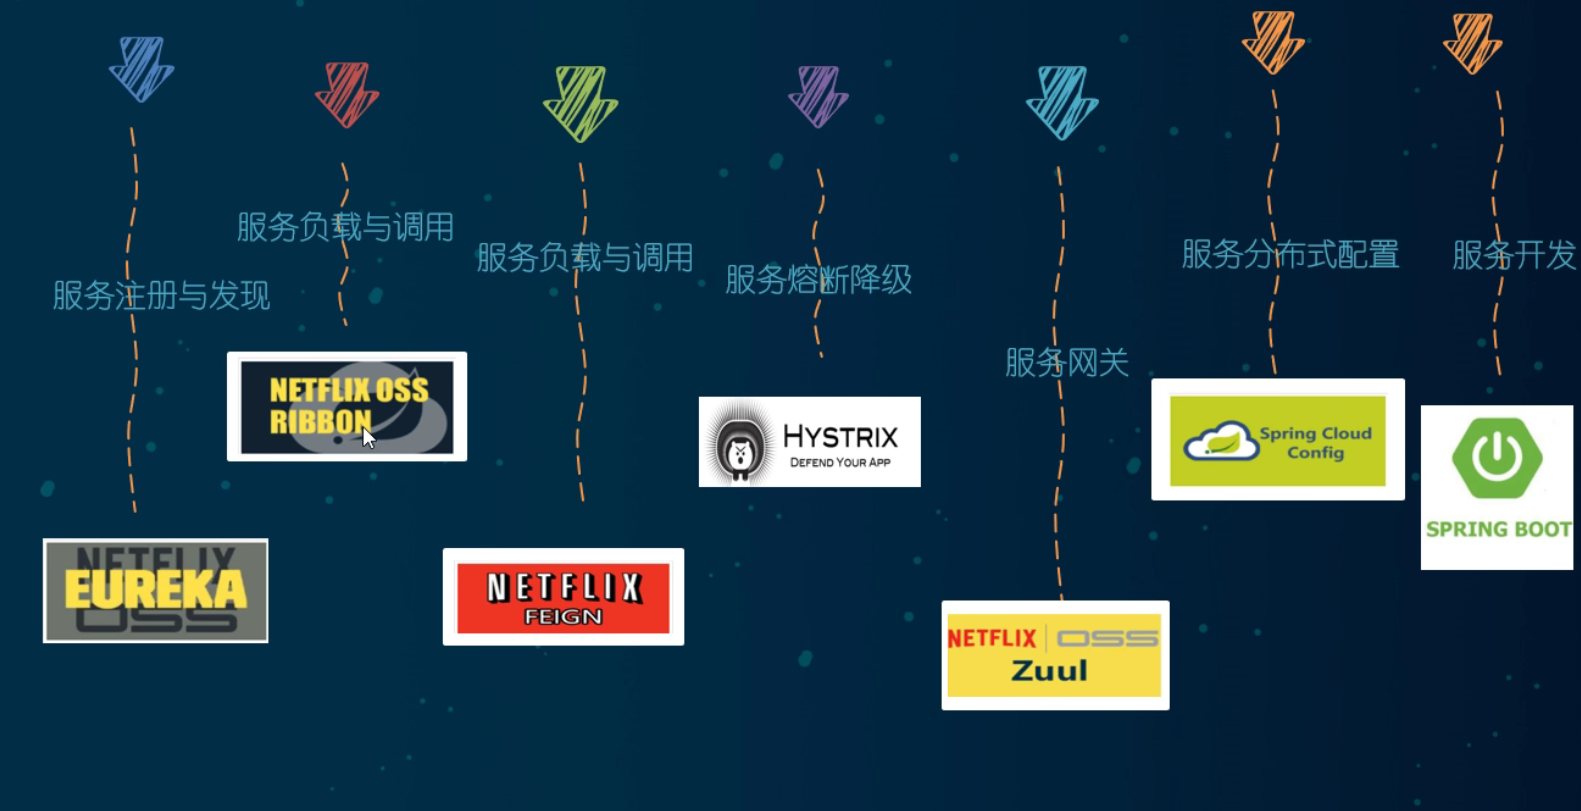 服务注册与发现
NETFLIX
EUREKA
OSS
服务负载与调用
NETFLIX OSS
RIBBON
服务负载与调用
NETFLIX
FEIGN
服务熔断降级
HYSTRIX
DEFEND YOUR APP
服务网关
NETFLIX OSS
Zuul
服务分布式配置
Spring Cloud
Config
服务开发
SPRING BOOT